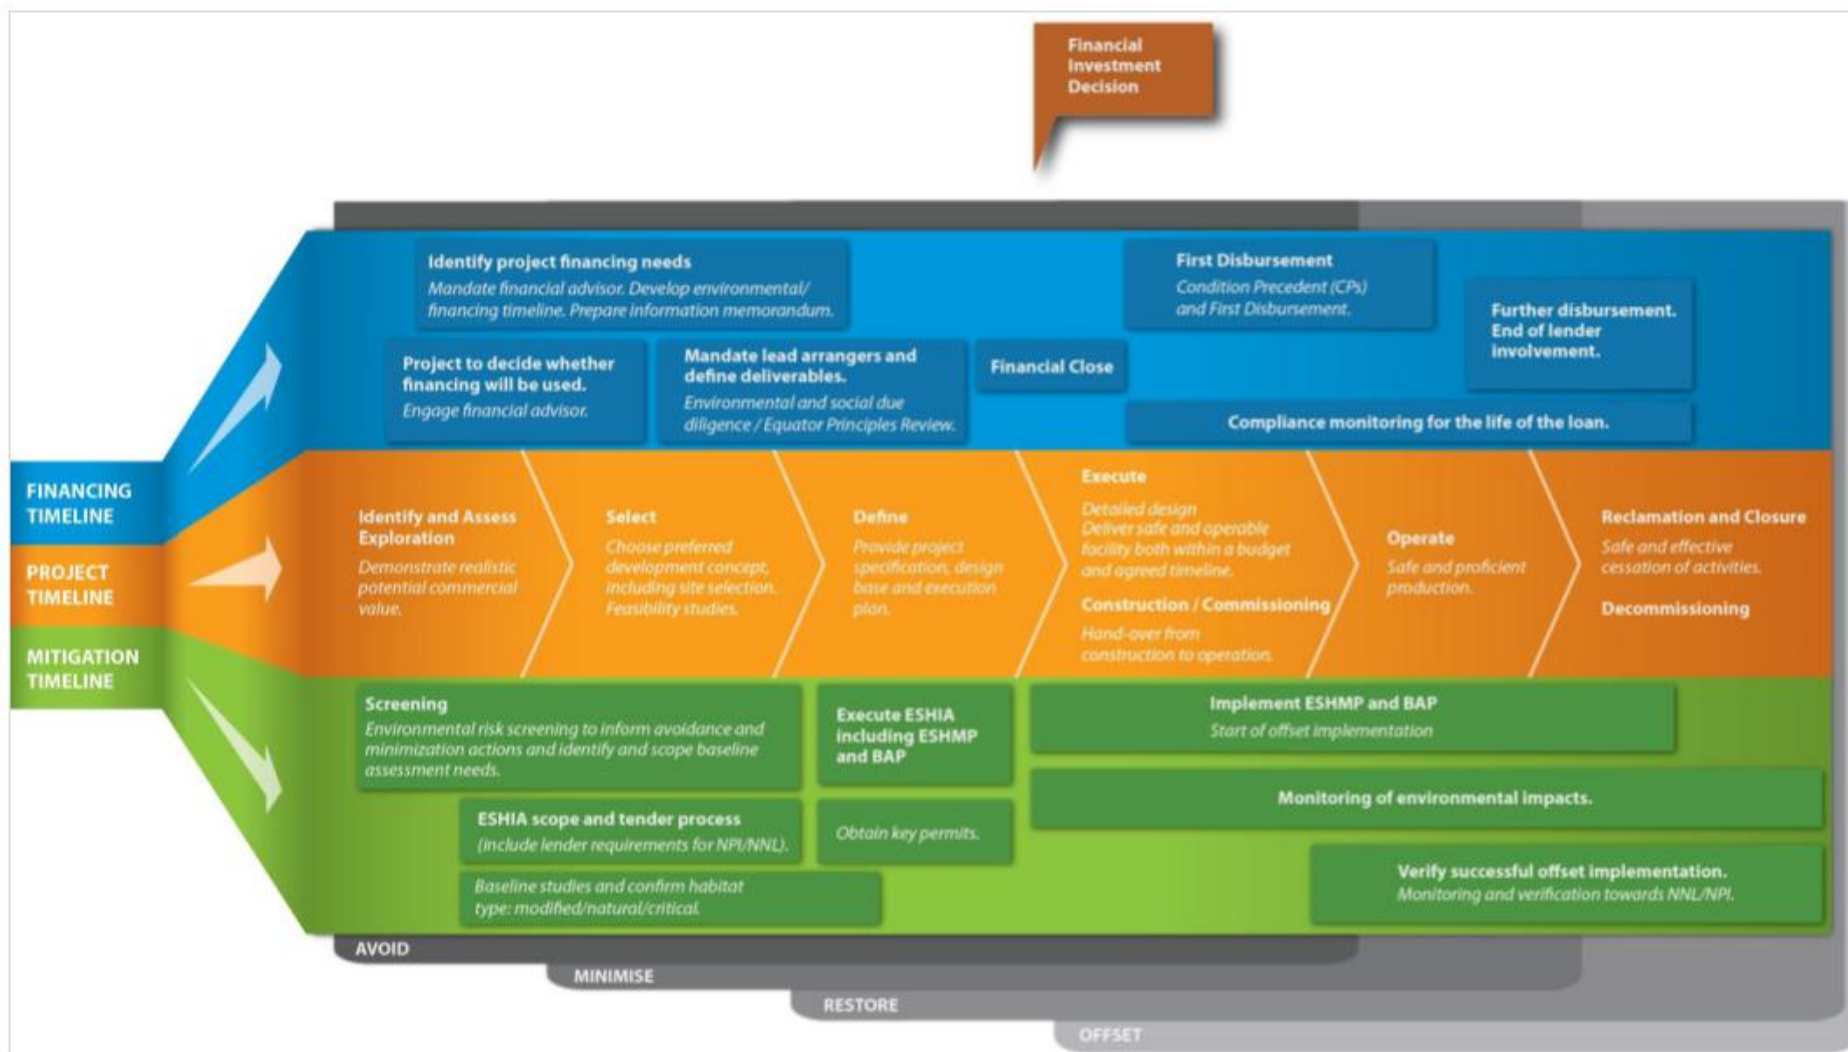 Financial
Investment
Decision
Identify project financing needs
Mandate financial advisor. Develop environmental/
financing timeline. Prepare information memorandum.
Project to decide whether
financing will be used.
Engage financial advisor.
Mandate lead arrangers and
define deliverables.
Environmental and social due
diligence / Equator Principles Review.
Financial Close
First Disbursement
Condition Precedent (CPs)
and First Disbursement.
Further disbursement.
End of lender
involvement.
Compliance monitoring for the life of the loan.
FINANCING
TIMELINE
PROJECT
TIMELINE
MITIGATION
TIMELINE
Identify and Assess
Exploration
Demonstrate realistic
potential commercial
value.
Select
Choose preferred
development concept,
including site selection.
Feasibility studies.
Define
Provide project
specification, design
base and execution
plan.
Execute
Detailed design
Deliver safe and operable
facility both within a budget
and agreed timeline.
Construction / Commissioning
Hand-over from
construction to operation.
Operate
Safe and proficient
production.
Reclamation and Closure
Safe and effective
cessation of activities.
Decommissioning
Screening
Environmental risk screening to inform avoidance and
minimization actions and identify and scope baseline
assessment needs.
ESHIA scope and tender process
(include lender requirements for NPI/NNL).
Baseline studies and confirm habitat
type: modified/natural/critical.
Execute ESHIA
including ESHMP
and BAP
Obtain key permits.
Implement ESHMP and BAP
Start of offset implementation
Monitoring of environmental impacts.
Verify successful offset implementation.
Monitoring and verification towards NNL/NPI.
AVOID
MINIMISE
RESTORE
OFFSET